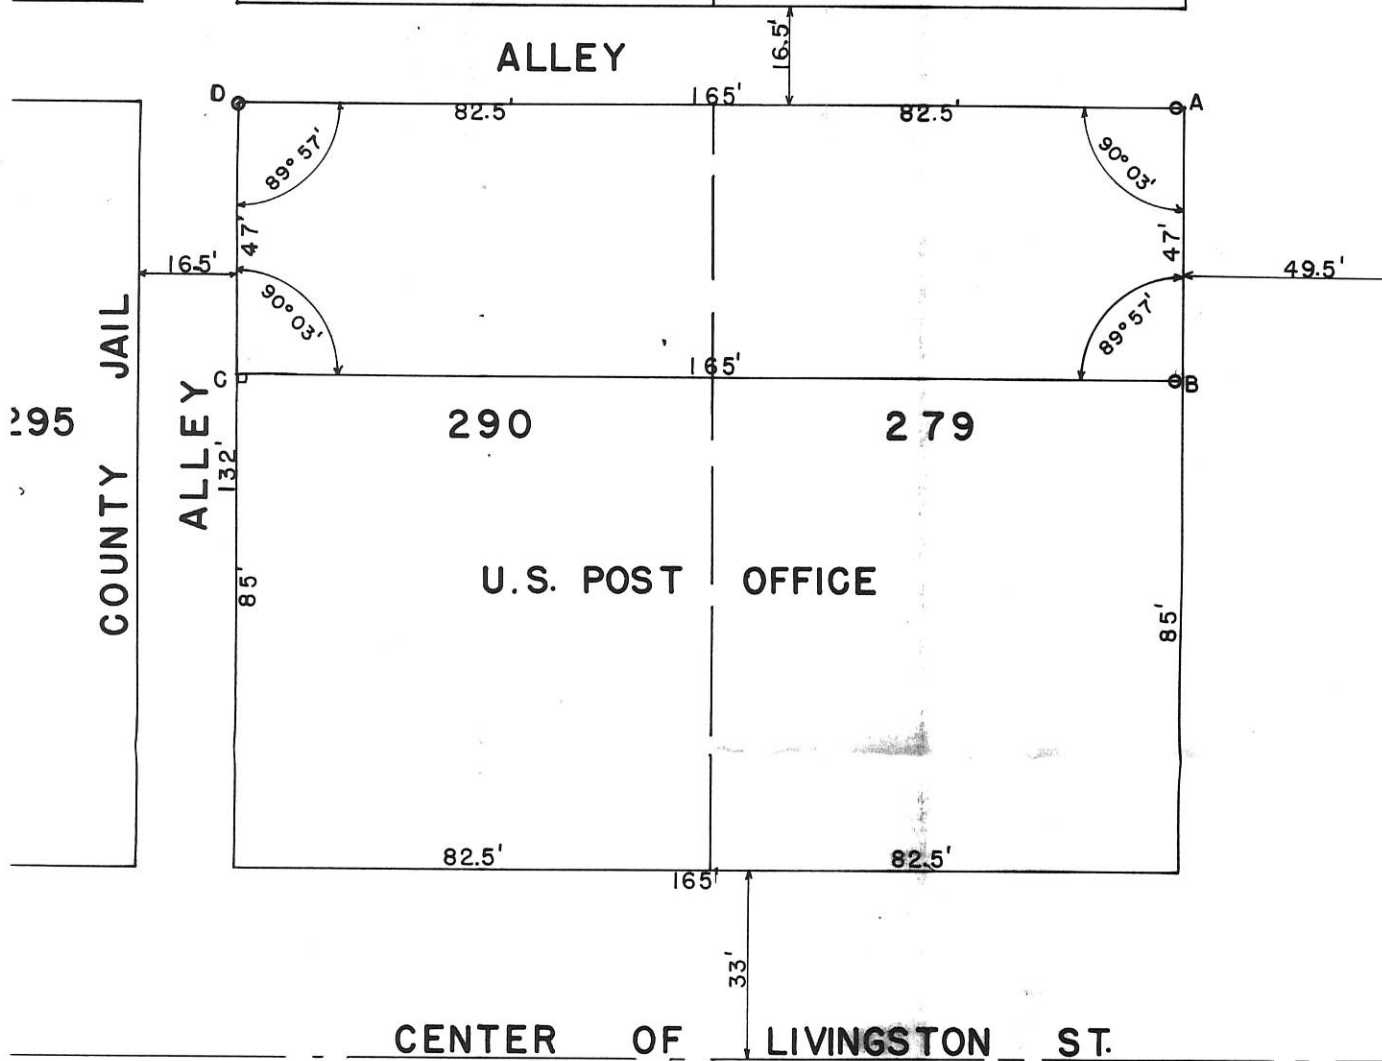 ALLEY
16.5'
D
82.5'
165'
82.5'
A
89° 57'
90° 03'
47'
47'
16.5'
49.5'
90° 03'
89° 57'
165'
C
B
295
290
279
COUNTY JAIL
ALLEY
132'
U.S. POST OFFICE
85'
85'
82.5'
82.5'
165'
33'
CENTER OF LIVINGSTON ST.